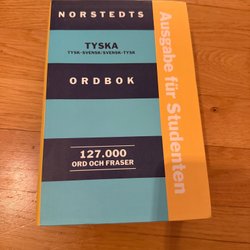 NORSTEDTS
TYSKA
TYSK-SVENSK/SVENSK-TYSK
ORDBOK
127.000
ORD OCH FRASER
Ausgabe für Studenten